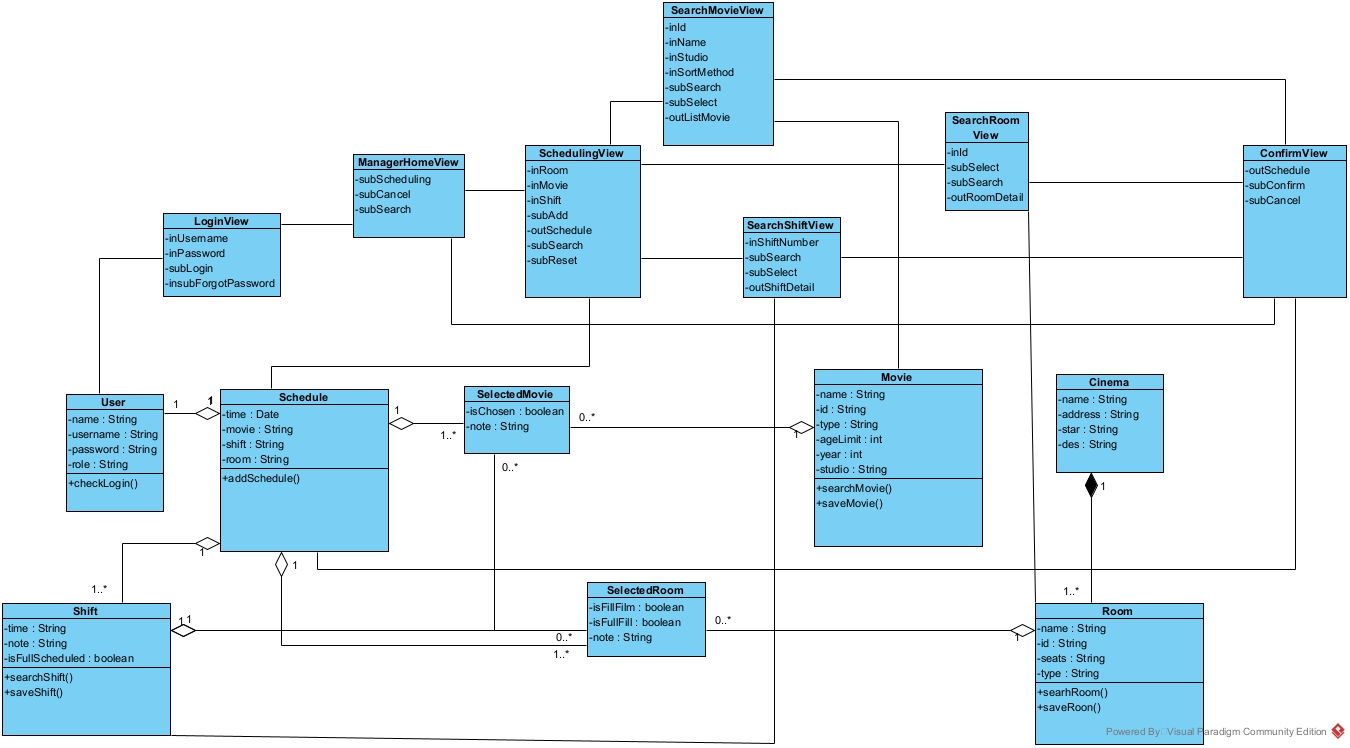 SearchMovieView
-inId
-inName
-inStudio
-inSortMethod
-subSearch
-subSelect
-outListMovie
SearchRoom
View
-inId
-subSelect
-subSearch
-outRoomDetail
ConfirmView
-outSchedule
-subConfirm
-subCancel
SchedulingView
-inRoom
-inMovie
-inShift
-subAdd
-outSchedule
-subSearch
-subReset
ManagerHomeView
-subScheduling
-subCancel
-subSearch
LoginView
-inUsername
-inPassword
-subLogin
-insubForgotPassword
SearchShiftView
-inShiftNumber
-subSearch
-subSelect
-outShiftDetail
User
-name : String
-username : String
-password : String
-role : String
+checkLogin()
1
1
Schedule
-time : Date
-movie : String
-shift : String
-room : String
+addSchedule()
1
1..*
SelectedMovie
-isChosen : boolean
-note : String
0..*
1
0..*
Movie
-name : String
-id : String
-type : String
-ageLimit : int
-year : int
-studio : String
+searchMovie()
+saveMovie()
Cinema
-name : String
-address : String
-star : String
-des : String
1
1..*
1
1..*
1
Shift
-time : String
-note : String
-isFullScheduled : boolean
+searchShift()
+saveShift()
1
1
0..*
1..*
SelectedRoom
-isFillFilm : boolean
-isFullFill : boolean
-note : String
0..*
1
Room
-name : String
-id : String
-seats : String
-type : String
+searhRoom()
+saveRoon()
Powered By Visual Paradigm Community Edition